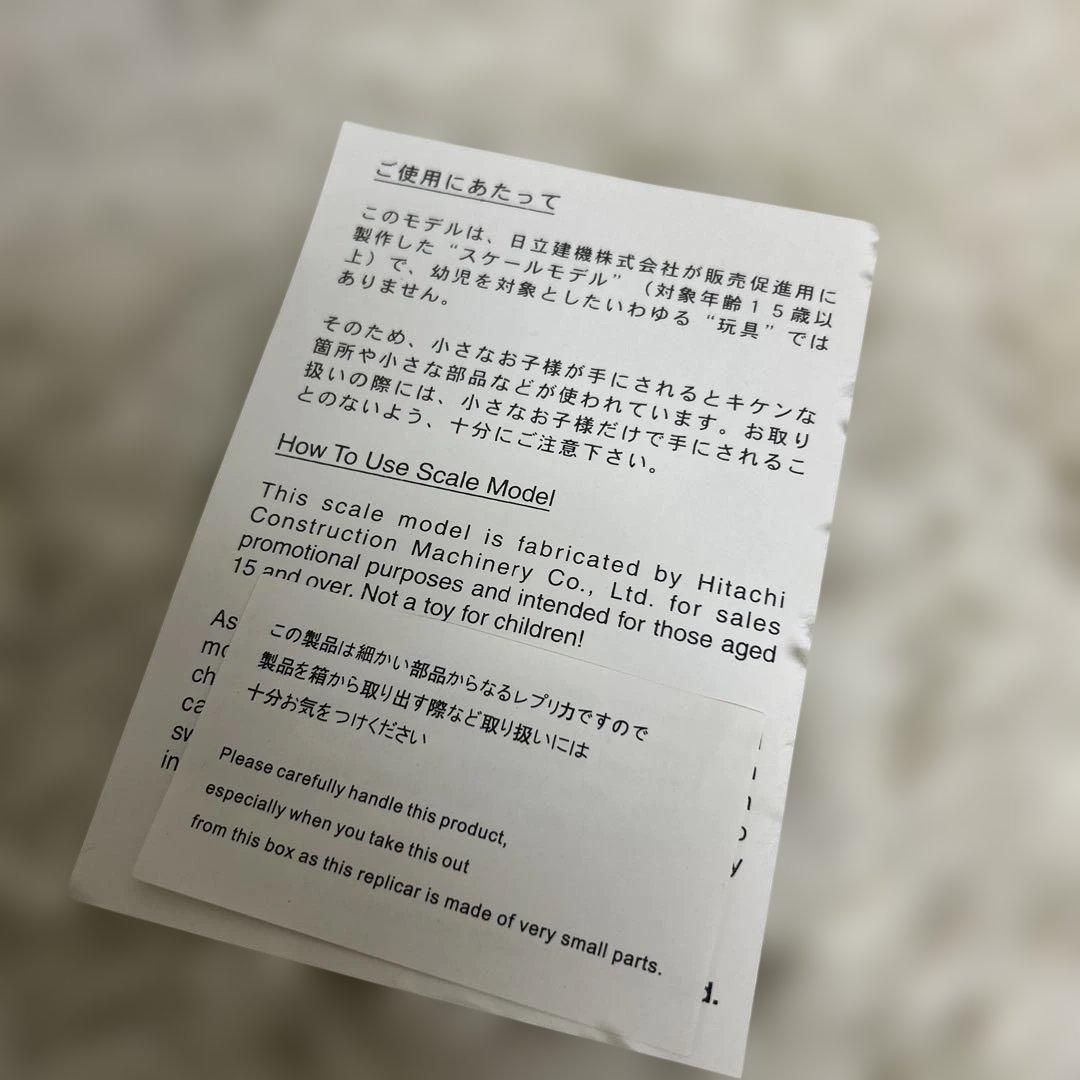 ご使用にあたって
このモデルは、日立建機株式会社が販売促進用に
製作した“スケールモデル”（対象年齢１５歳以
上）で、幼児を対象としたいわゆる“玩具”では
ありません。
そのため、小さなお子様が手にされるとキケンな
箇所や小さな部品などが使われています。お取り
扱いの際には、小さなお子様だけで手にされるこ
とのないよう、十分にご注意下さい。
How To Use Scale Model
This scale model is fabricated by Hitachi
Construction Machinery Co., Ltd. for sales
promotional purposes and intended for those aged
15 and over. Not a toy for children!
この製品は細かい部品からなるレプリカですので
製品を箱から取り出す際など取り扱いには
十分お気をつけください
Please carefully handle this product,
especially when you take this out
from this box as this replicar is made of very small parts.